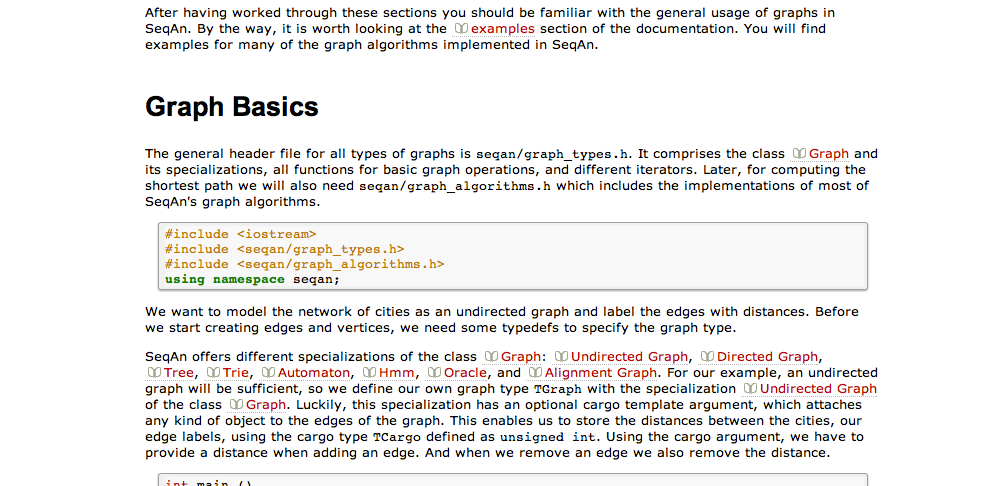 After having worked through these sections you should be familiar with the general usage of graphs in
SeqAn. By the way, it is worth looking at the examples section of the documentation. You will find
examples for many of the graph algorithms implemented in SeqAn.
Graph Basics
The general header file for all types of graphs is seqan/graph_types.h. It comprises the class Graph and
its specializations, all functions for basic graph operations, and different iterators. Later, for computing the
shortest path we will also need seqan/graph_algorithms.h which includes the implementations of most of
SeqAn's graph algorithms.
#include <iostream>
#include <seqan/graph_types.h>
#include <seqan/graph_algorithms.h>
using namespace seqan;
We want to model the network of cities as an undirected graph and label the edges with distances. Before
we start creating edges and vertices, we need some typedefs to specify the graph type.
SeqAn offers different specializations of the class Graph: Undirected Graph, Directed Graph,
Tree, Trie, Automaton, Hmm, Oracle, and Alignment Graph. For our example, an undirected
graph will be sufficient, so we define our own graph type TGraph with the specialization Undirected Graph
of the class Graph. Luckily, this specialization has an optional cargo template argument, which attaches
any kind of object to the edges of the graph. This enables us to store the distances between the cities, our
edge labels, using the cargo type TCargo defined as unsigned int. Using the cargo argument, we have to
provide a distance when adding an edge. And when we remove an edge we also remove the distance.
int main ()